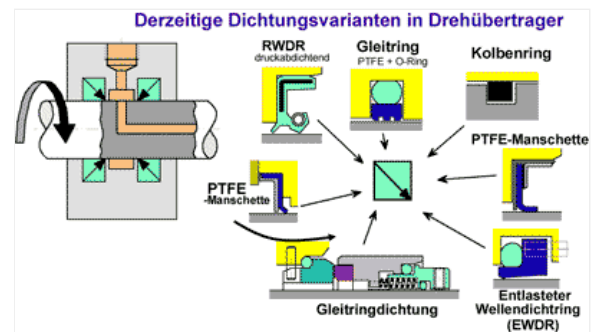 Derzeitige Dichtungsvarianten in Drehübertrager
RWDR
druckabdichtend
Gleitring
PTFE + O-Ring
Kolbenring
PTFE-Manschette
PTFE
-Manschette
Gleitringdichtung
Entlasteter
Wellendichtring
(EWDR)